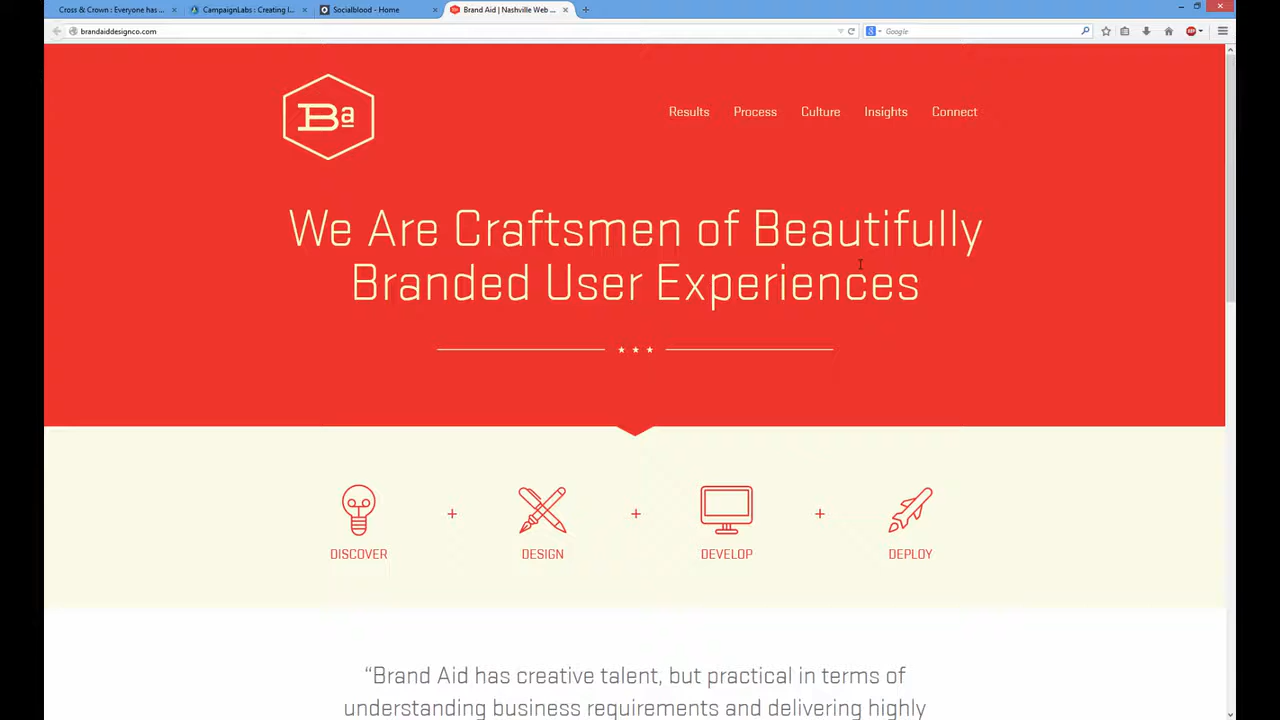 Cross & Crown : Everyone has ...
CampaignLabs : Creating I...
Socialblood - Home
Brand Aid | Nashville Web ...
brandaiddesignco.com
Google
Ba
Results
Process
Culture
Insights
Connect
We Are Craftsmen of Beautifully
Branded User Experiences
DISCOVER
+
DESIGN
+
DEVELOP
+
DEPLOY
“Brand Aid has creative talent, but practical in terms of
understanding business requirements and delivering highly